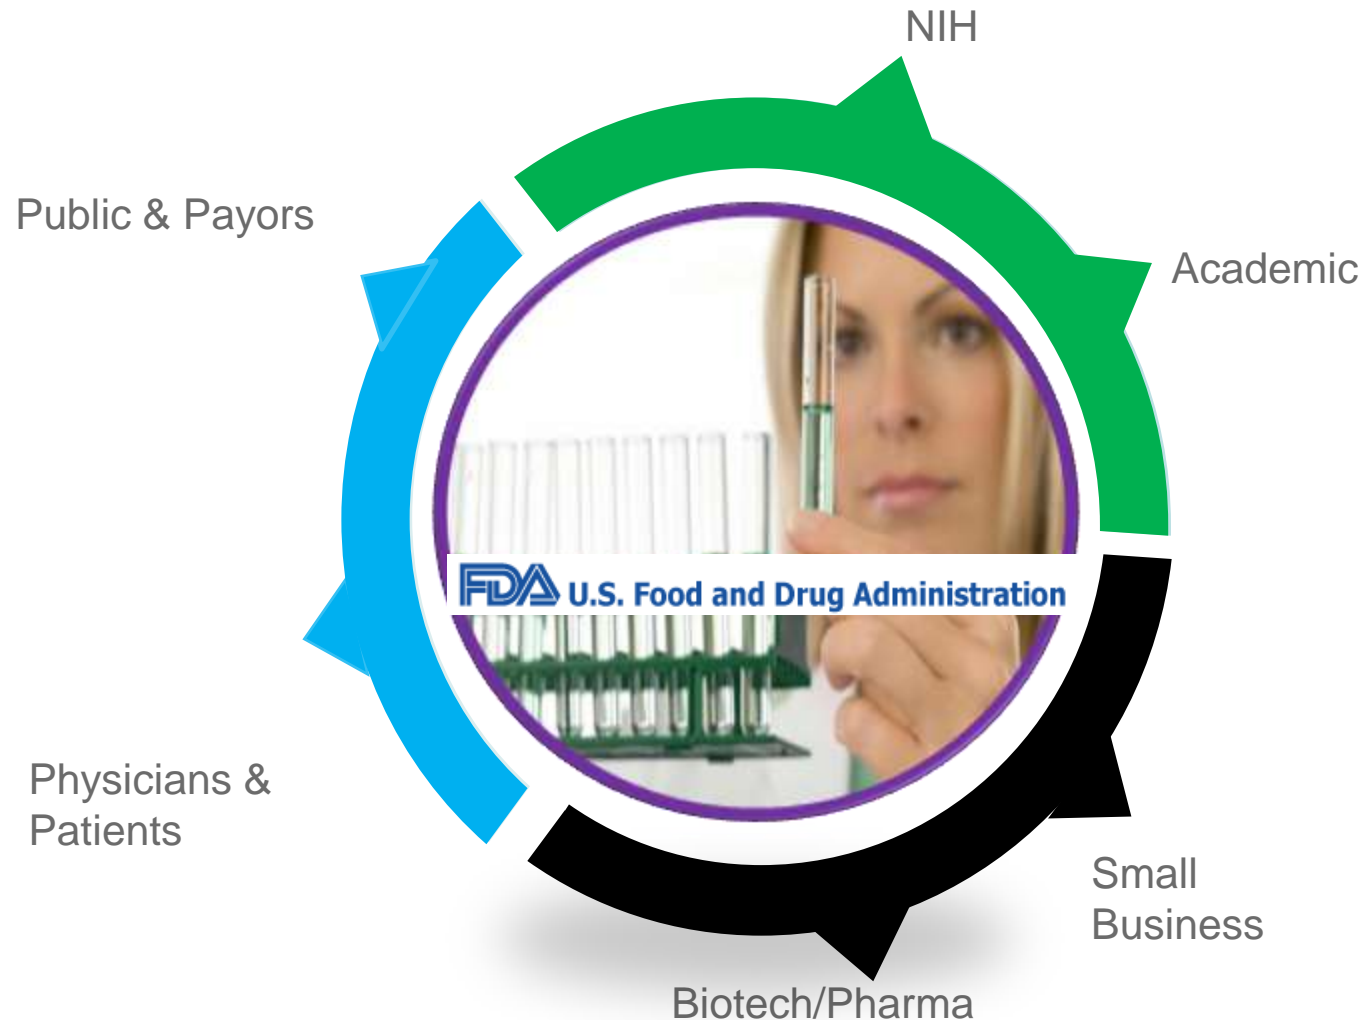 NIH
Public & Payors
Academic
FDA U.S. Food and Drug Administration
Physicians &
Patients
Small
Business
Biotech/Pharma